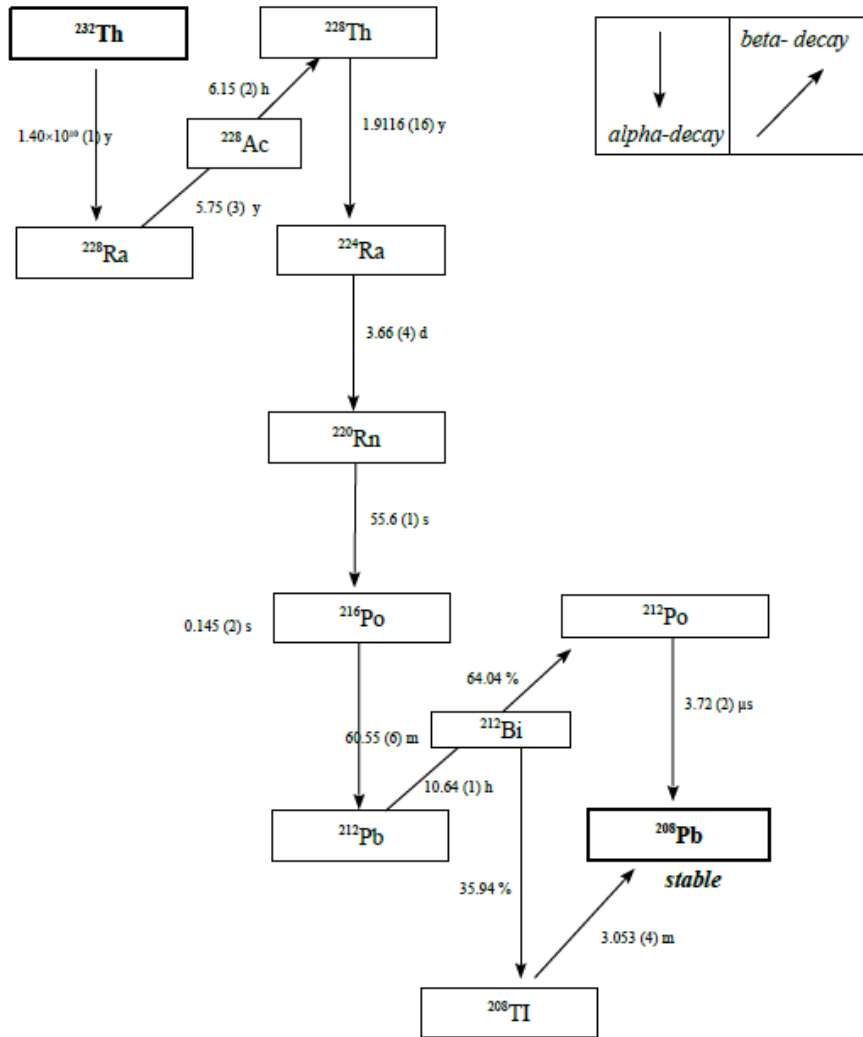 ²³²Th
²²⁸Th
beta- decay
6.15 (2) h
1.40×10¹⁰ (1) y
1.9116 (16) y
²²⁸Ac
alpha-decay
5.75 (3) y
²²⁸Ra
²²⁴Ra
3.66 (4) d
²²⁰Rn
55.6 (1) s
²¹⁶Po
²¹²Po
0.145 (2) s
64.04 %
3.72 (2) µs
²¹²Bi
60.55 (6) m
10.64 (1) h
²¹²Pb
²⁰⁸Pb
stable
35.94 %
3.053 (4) m
²⁰⁸TI